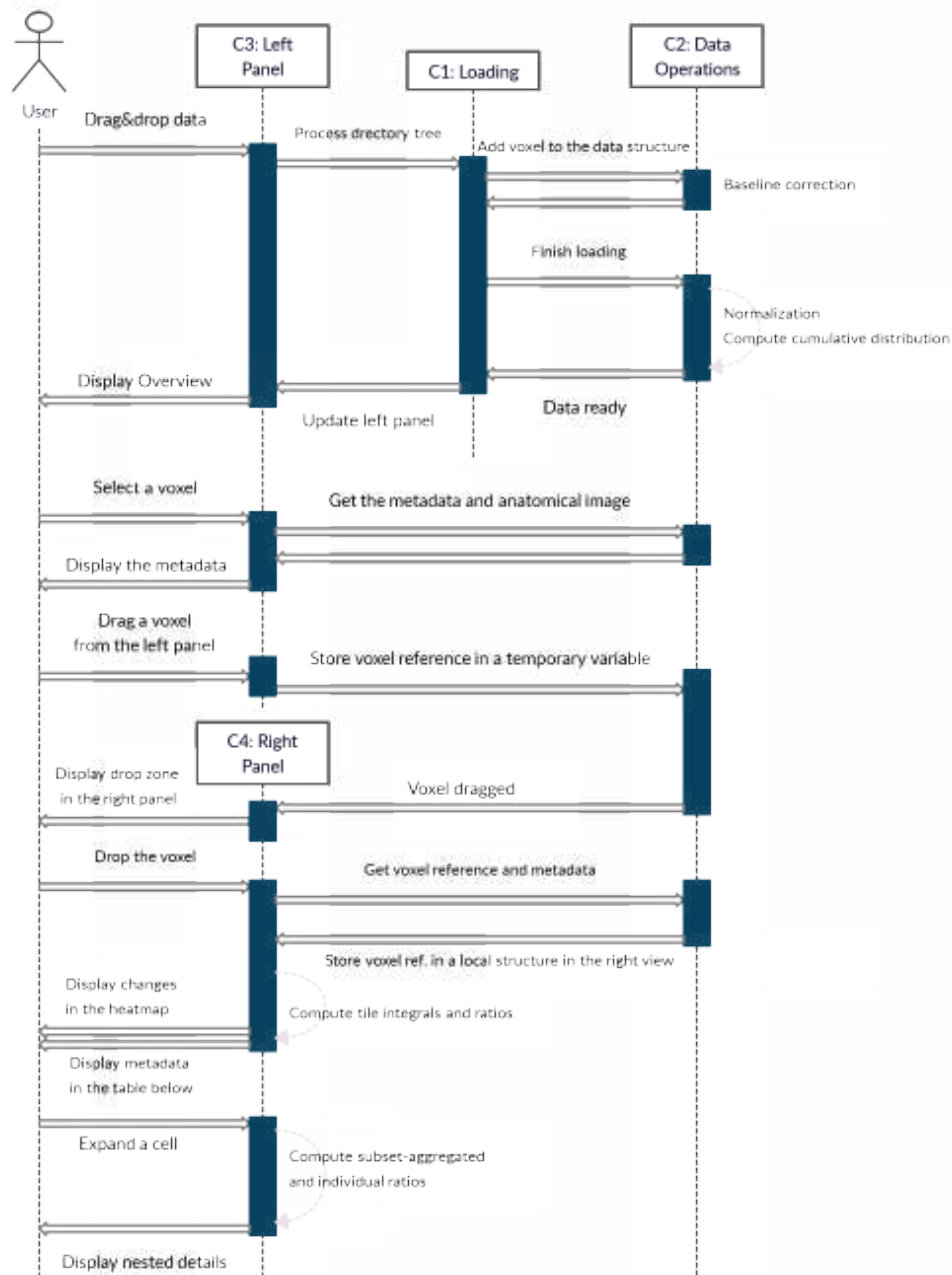 C3: Left
Panel
C1: Loading
C2: Data
Operations
User
Drag&drop data
Process drectory tree
Add voxel to the data structure
Baseline correction
Finish loading
Normalization
Compute cumulative distribution
Display Overview
Update left panel
Data ready
Select a voxel
Get the metadata and anatomical image
Display the metadata
Drag a voxel
from the left panel
Store voxel reference in a temporary variable
C4: Right
Panel
Display drop zone
in the right panel
Voxel dragged
Drop the voxel
Get voxel reference and metadata
Store voxel ref. in a local structure in the right view
Display changes
in the heatmap
Compute tile integrals and ratios
Display metadata
in the table below
Expand a cell
Compute subset-aggregated
and individual ratios
Display nested details